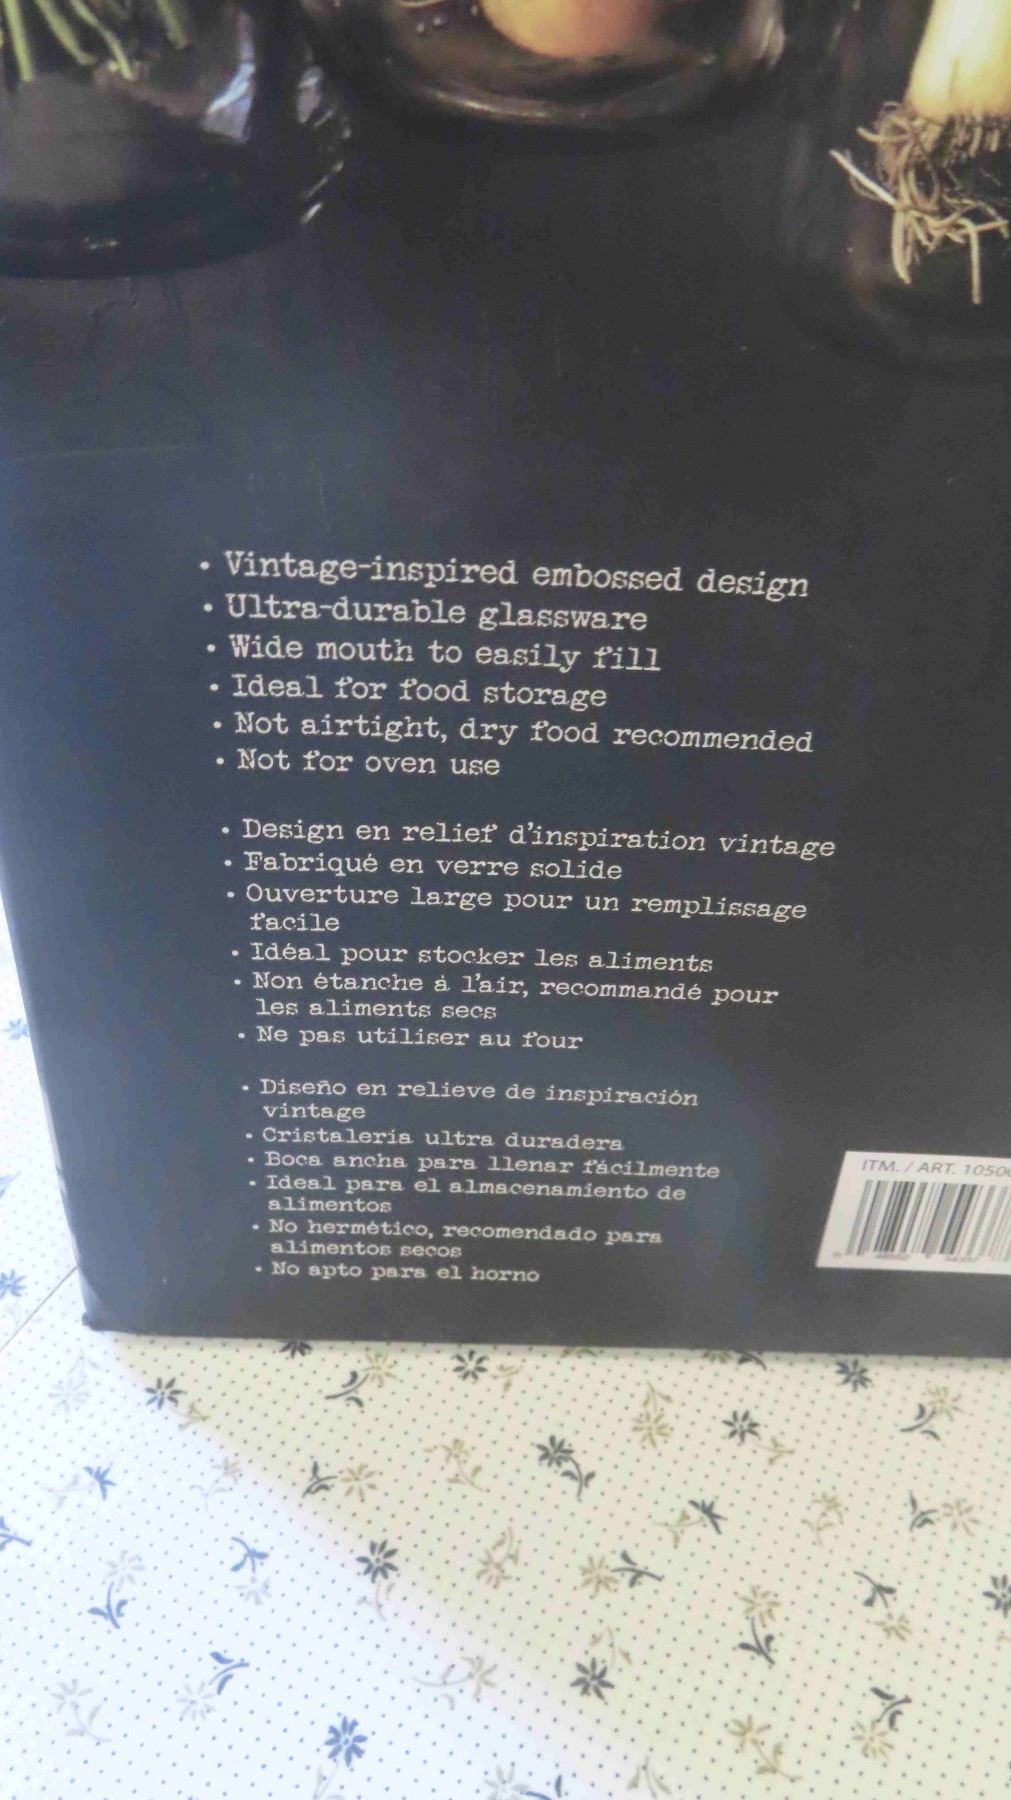 • Vintage-inspired embossed design
• Ultra-durable glassware
• Wide mouth to easily fill
• Ideal for food storage
• Not airtight, dry food recommended
• Not for oven use
• Design en relief d'inspiration vintage
• Fabriqué en verre solide
• Ouverture large pour un remplissage
facile
• Idéal pour stocker les aliments
• Non étanche à l'air, recommandé pour
les aliments secs
• Ne pas utiliser au four
• Diseño en relieve de inspiración
vintage
• Cristalería ultra duradera
• Boca ancha para llenar fácilmente
• Ideal para el almacenamiento de
alimentos
• No hermético, recomendado para
alimentos secos
• No apto para el horno
ITM. / ART.